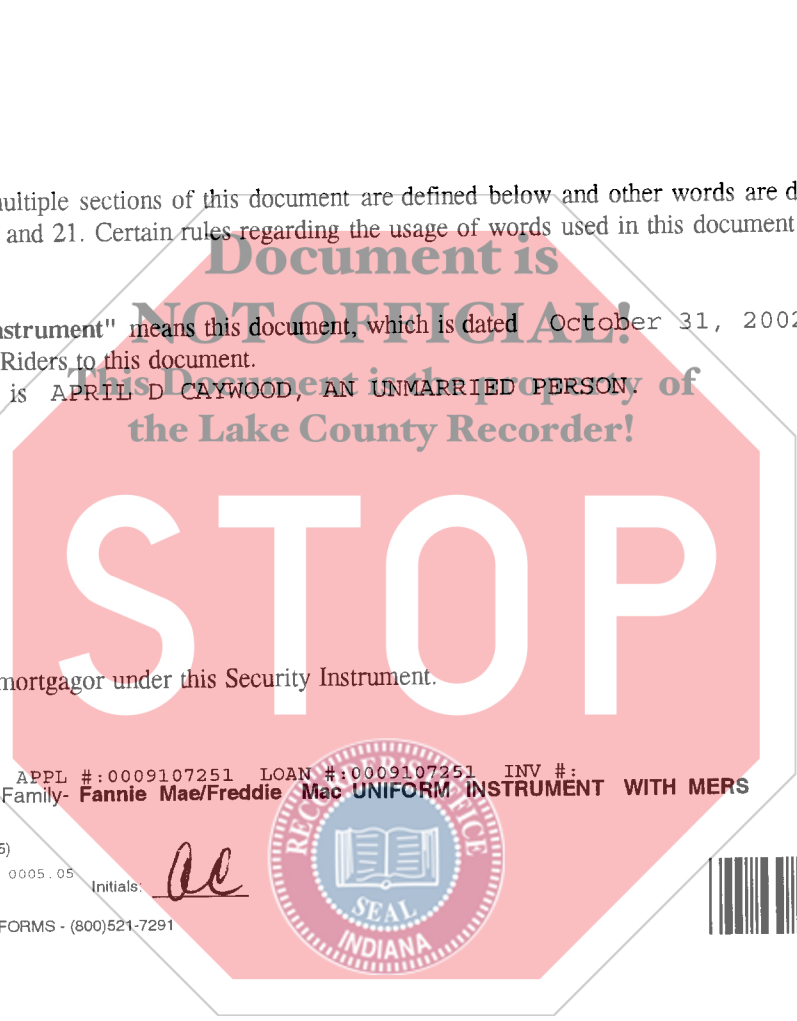 ultiple sections of this document are defined below and other words are d
and 21. Certain rules regarding the usage of words used in this document
Document is
NOT OFFICIAL!
nstrument" means this document, which is dated October 31, 2002
Riders to this document.
This Document is the property of
is APRIL D CAYWOOD, AN UNMARRIED PERSON.
the Lake County Recorder!
STOP
mortgagor under this Security Instrument.
APPL #:0009107251 LOAN #:0009107251 INV #:
Family- Fannie Mae/Freddie Mac UNIFORM INSTRUMENT WITH MERS
RECORDER'S OFFICE
5)
0005.05
Initials: ac
SEAL
FORMS - (800)521-7291
INDIANA